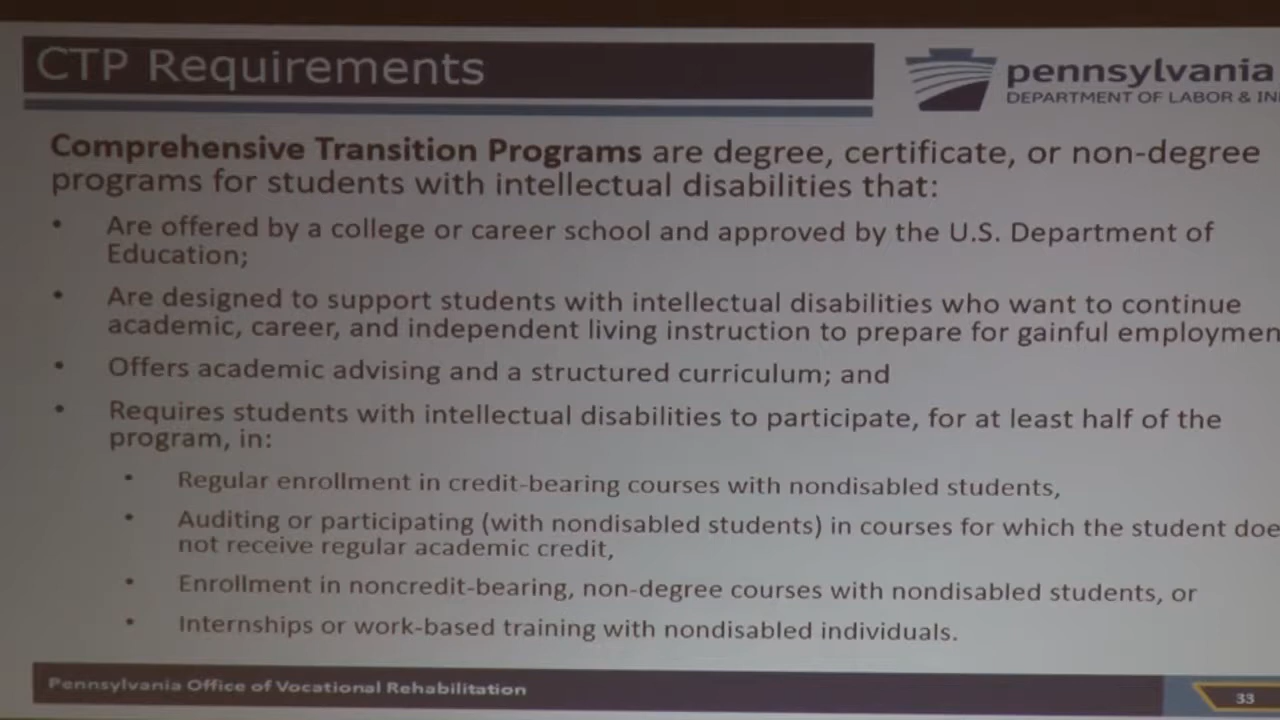 CTP Requirements
pennsylvania
DEPARTMENT OF LABOR &
Comprehensive Transition Programs are degree, certificate, or non-degree
programs for students with intellectual disabilities that:
• Are offered by a college or career school and approved by the U.S. Department of
Education;
• Are designed to support students with intellectual disabilities who want to continue
academic, career, and independent living instruction to prepare for gainful employmen
• Offers academic advising and a structured curriculum; and
• Requires students with intellectual disabilities to participate, for at least half of the
program, in:
• Regular enrollment in credit-bearing courses with nondisabled students,
• Auditing or participating (with nondisabled students) in courses for which the student doe
not receive regular academic credit,
• Enrollment in noncredit-bearing, non-degree courses with nondisabled students, or
• Internships or work-based training with nondisabled individuals.
Pennsylvania Office of Vocational Rehabilitation
33